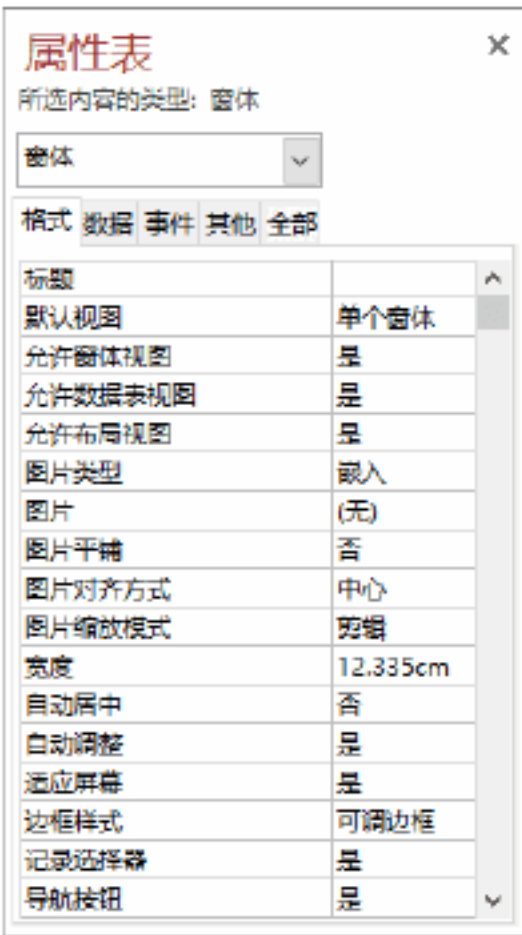 属性表
所选内容的类型: 窗体
窗体
格式 数据 事件 其他 全部
标题
默认视图 单个窗体
允许窗体视图 是
允许数据表视图 是
允许布局视图 是
图片类型 嵌入
图片 (无)
图片平铺 否
图片对齐方式 中心
图片缩放模式 剪辑
宽度 12.335cm
自动居中 否
自动调整 是
适应屏幕 是
边框样式 可调边框
记录选择器 是
导航按钮 是